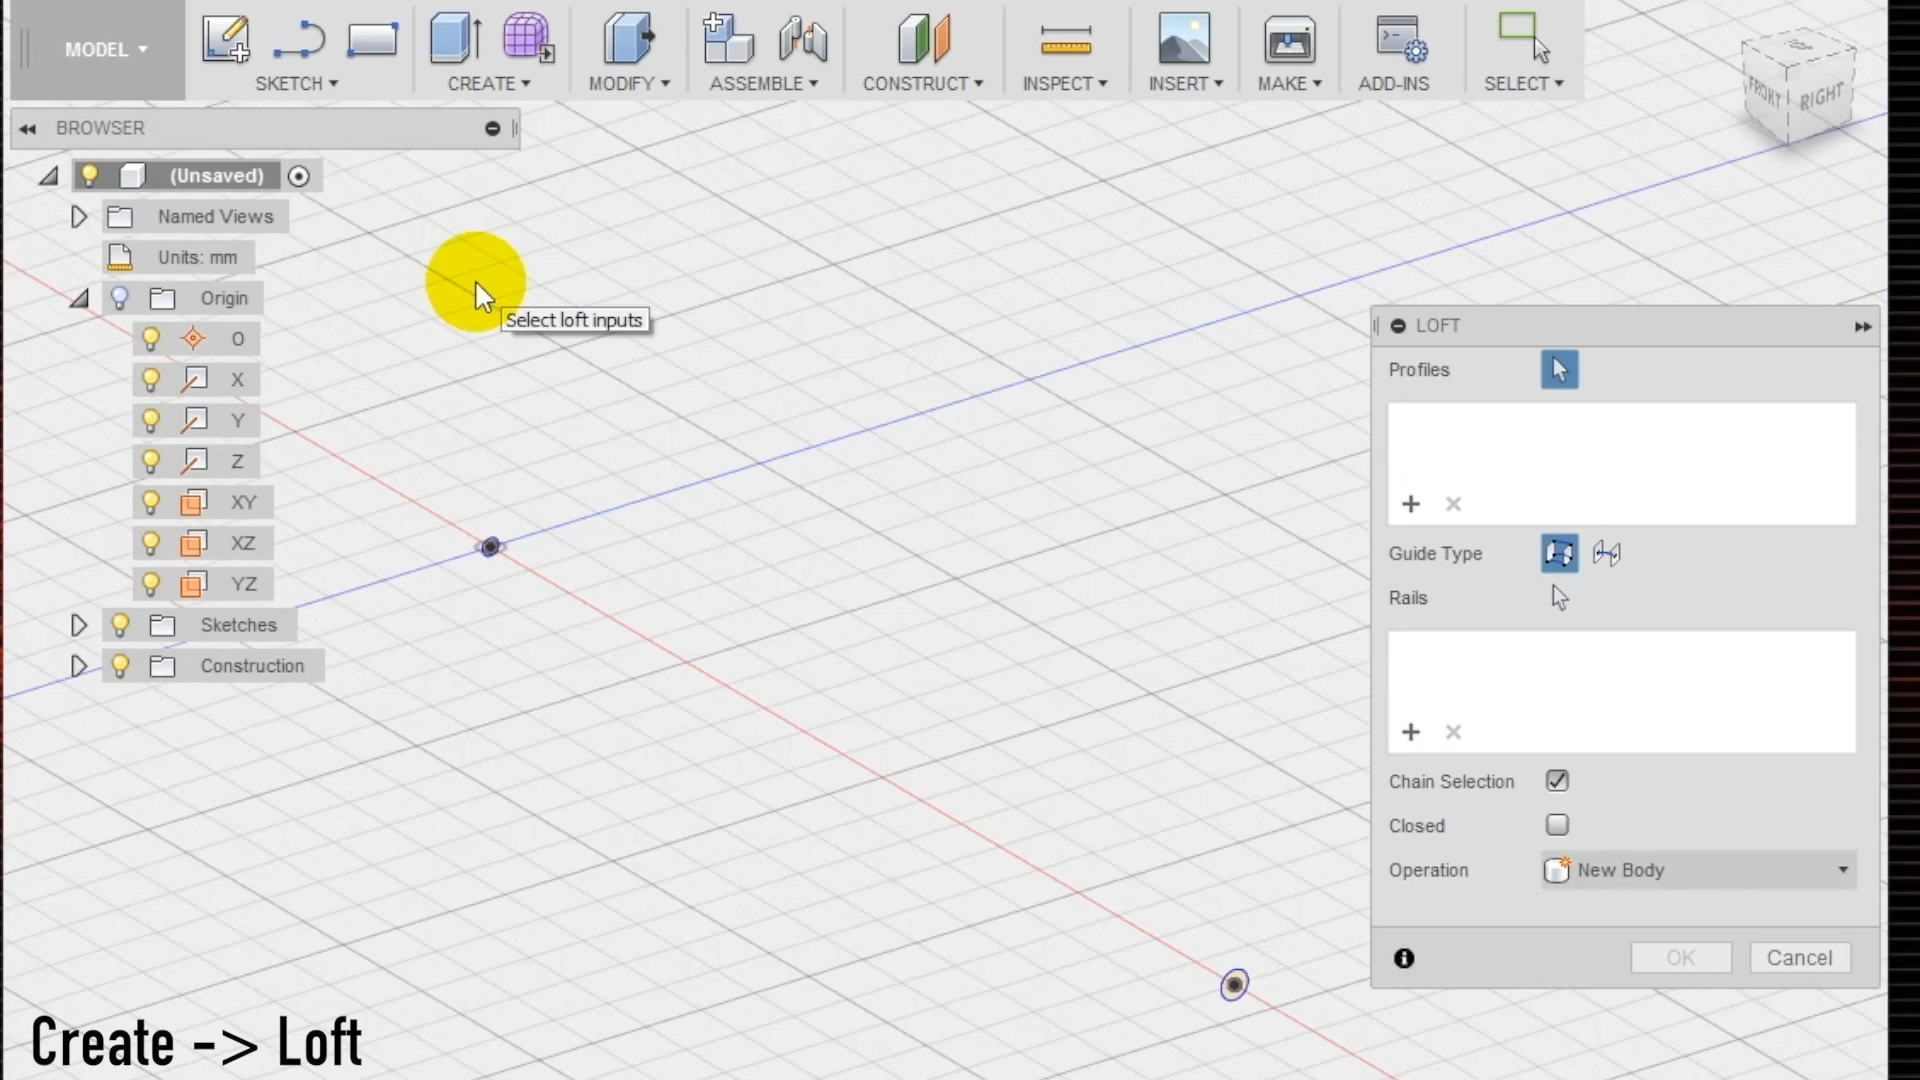 MODEL
SKETCH
CREATE
MODIFY
ASSEMBLE
CONSTRUCT
INSPECT
INSERT
MAKE
ADD-INS
SELECT
FRONT
RIGHT
BROWSER
(Unsaved)
Named Views
Units: mm
Origin
O
X
Y
Z
XY
XZ
YZ
Sketches
Construction
Select loft inputs
LOFT
Profiles
Guide Type
Rails
Chain Selection
Closed
Operation
New Body
OK
Cancel
Create -> Loft